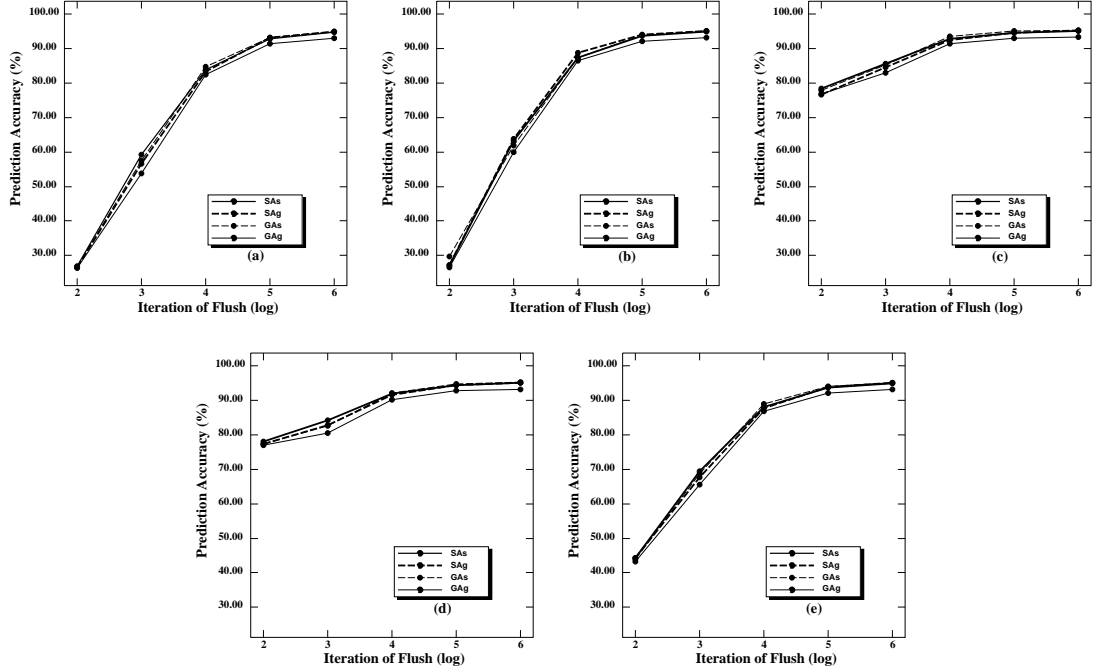 100.00
90.00
80.00
70.00
60.00
50.00
40.00
30.00
Prediction Accuracy (%)
SAs
SAg
GAs
GAg
(a)
2 3 4 5 6
Iteration of Flush (log)
100.00
90.00
80.00
70.00
60.00
50.00
40.00
30.00
Prediction Accuracy (%)
SAs
SAg
GAs
GAg
(b)
2 3 4 5 6
Iteration of Flush (log)
100.00
90.00
80.00
70.00
60.00
50.00
40.00
30.00
Prediction Accuracy (%)
SAs
SAg
GAs
GAg
(c)
2 3 4 5 6
Iteration of Flush (log)
100.00
90.00
80.00
70.00
60.00
50.00
40.00
30.00
Prediction Accuracy (%)
SAs
SAg
GAs
GAg
(d)
2 3 4 5 6
Iteration of Flush (log)
100.00
90.00
80.00
70.00
60.00
50.00
40.00
30.00
Prediction Accuracy (%)
SAs
SAg
GAs
GAg
(e)
2 3 4 5 6
Iteration of Flush (log)